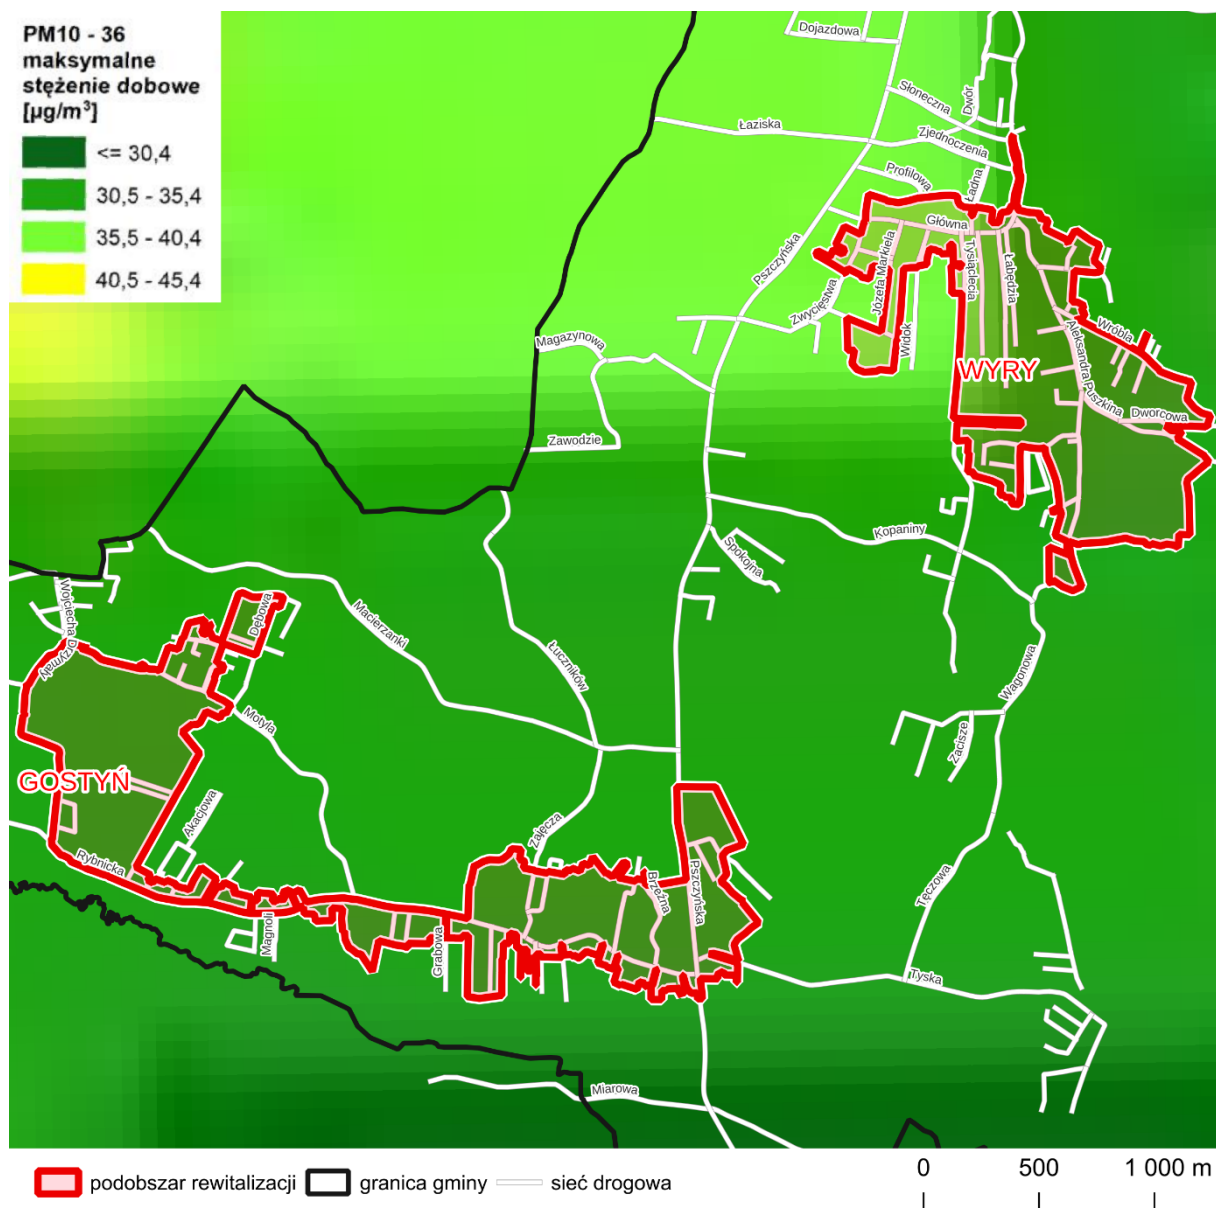 PM10 - 36
maksymalne
stężenie dobowe
[µg/m³]
<= 30,4
30,5 - 35,4
35,5 - 40,4
40,5 - 45,4
Dojazdowa
Słoneczna
Dwór
Łaziska
Zjednoczenia
Profilowa
Ładna
Główna
Pszczyńska
Józefa Markiela
Tysiąclecia
Łabędzia
Zwycięstwa
Widok
Wróbla
Magazynowa
Aleksandra Puszkina
WYRY
Dworcowa
Zawodzie
Kopaniny
Spokojna
Wojciecha Drzymały
Dębowa
Macierzanki
Łuczników
Wagonowa
Motyla
Zacisze
GOSTYŃ
Akacjowa
Zajęcza
Rybnicka
Brzeźna
Pszczyńska
Tęczowa
Magnolii
Grabowa
Tyska
Miarowa
podobszar rewitalizacji
granica gminy
sieć drogowa
0
500
1 000 m